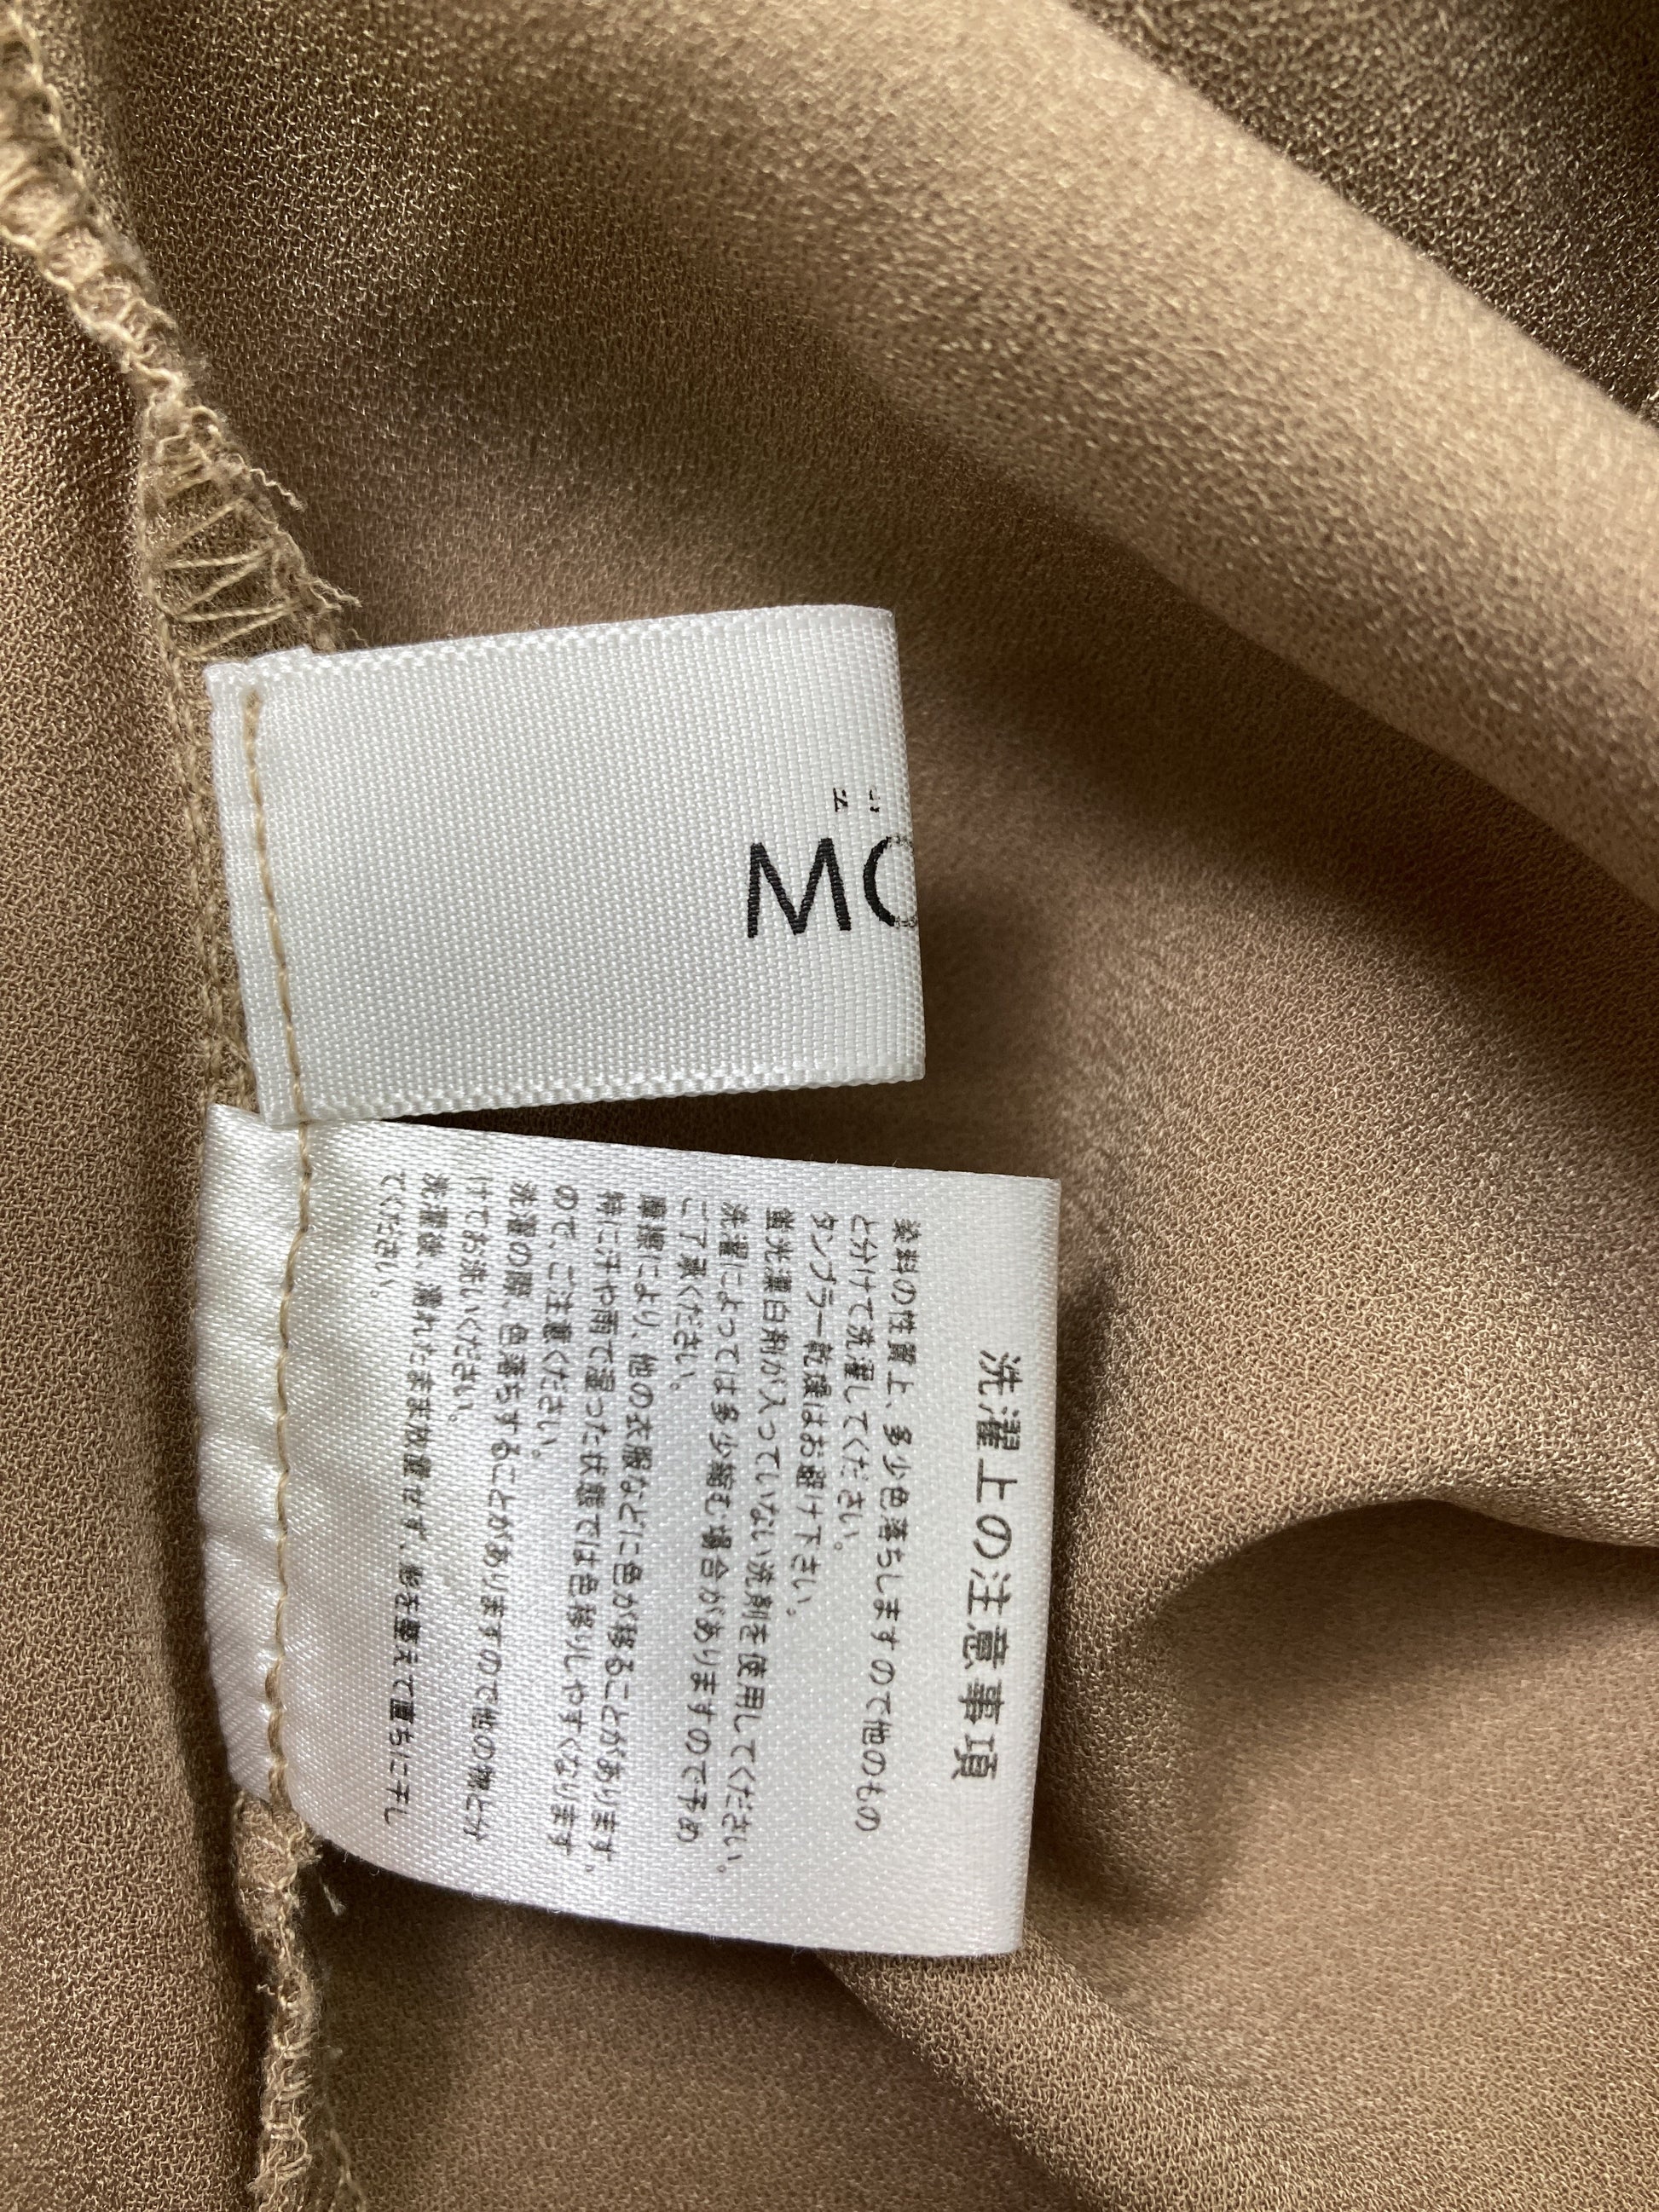 MO
洗濯上の注意事項
染料の性質上、多少色落ちしますので他のもの
と分けて洗濯してください。
タンブラー乾燥はお避け下さい。
蛍光漂白剤が入っていない洗剤を使用してください。
洗濯によっては多少縮む場合がありますので予め
ご了承ください。
摩擦により、他の衣服などに色が移ることがあります。
特に汗や雨で湿った状態では色移りしやすくなります
ので、ご注意ください。
洗濯の際、色落ちすることがありますので他の物と分
けてお洗いください。
洗濯後、濡れたまま放置せず、形を整えて直ちに干し
てください。